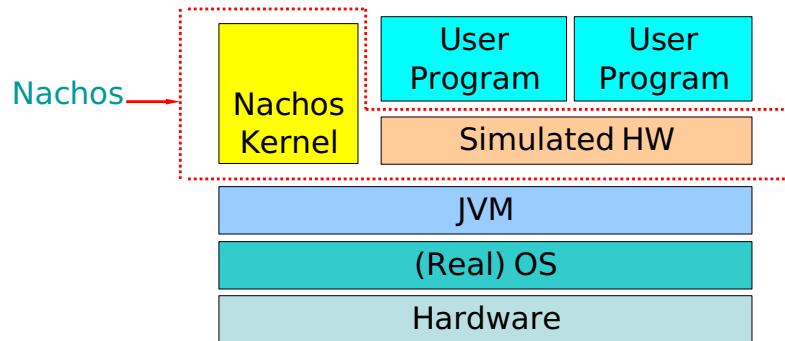 Nachos
Nachos
Kernel
User
Program
User
Program
Simulated HW
JVM
(Real) OS
Hardware